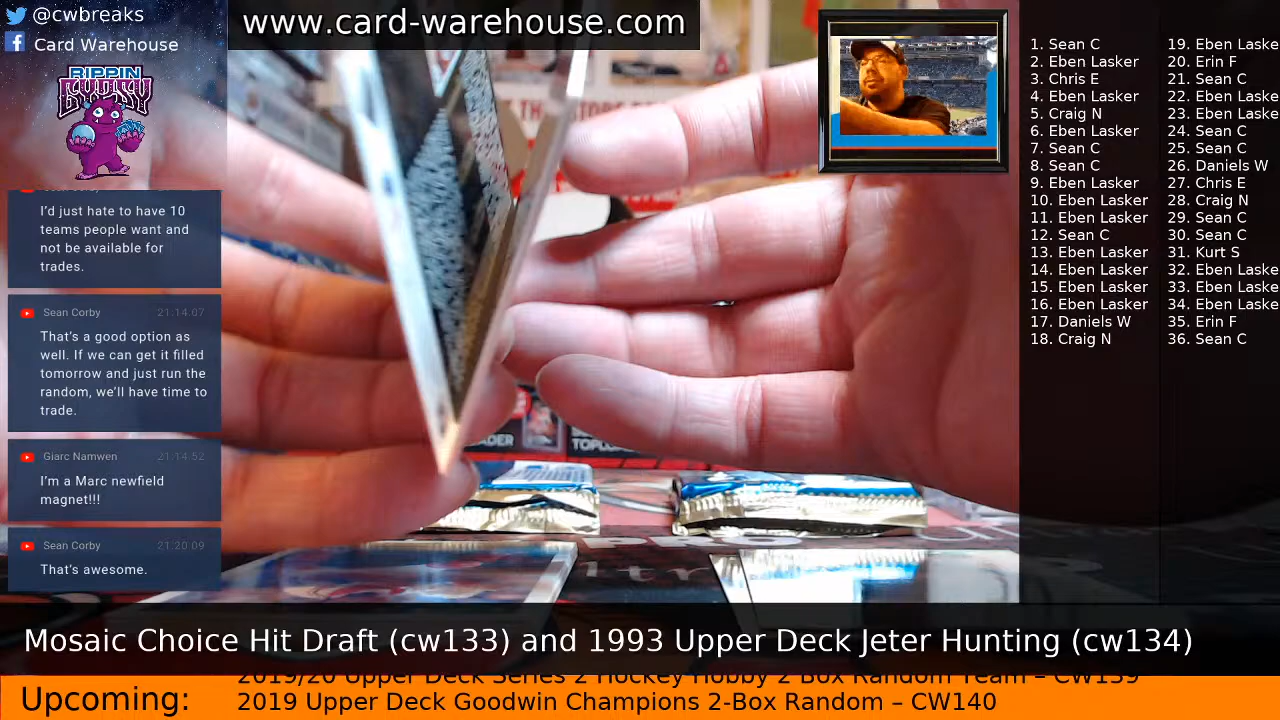 @cwbreaks
Card Warehouse
RIPPIN
www.card-warehouse.com
I'd just hate to have 10
teams people want and
not be available for
trades.
Sean Corby 21:14:07
That's a good option as
well. If we can get it filled
tomorrow and just run the
random, we'll have time to
trade.
Giarc Namwen 21:14:52
I'm a Marc newfield
magnet!!!
Sean Corby 21:20:09
That's awesome.
1. Sean C
2. Eben Lasker
3. Chris E
4. Eben Lasker
5. Craig N
6. Eben Lasker
7. Sean C
8. Sean C
9. Eben Lasker
10. Eben Lasker
11. Eben Lasker
12. Sean C
13. Eben Lasker
14. Eben Lasker
15. Eben Lasker
16. Eben Lasker
17. Daniels W
18. Craig N
19. Eben Laske
20. Erin F
21. Sean C
22. Eben Laske
23. Eben Laske
24. Sean C
25. Sean C
26. Daniels W
27. Chris E
28. Craig N
29. Sean C
30. Sean C
31. Kurt S
32. Eben Laske
33. Eben Laske
34. Eben Laske
35. Erin F
36. Sean C
Mosaic Choice Hit Draft (cw133) and 1993 Upper Deck Jeter Hunting (cw134)
Upcoming:
2019/20 Upper Deck Series 2 Hockey Hobby 2 Box Random Team – CW139
2019 Upper Deck Goodwin Champions 2-Box Random – CW140